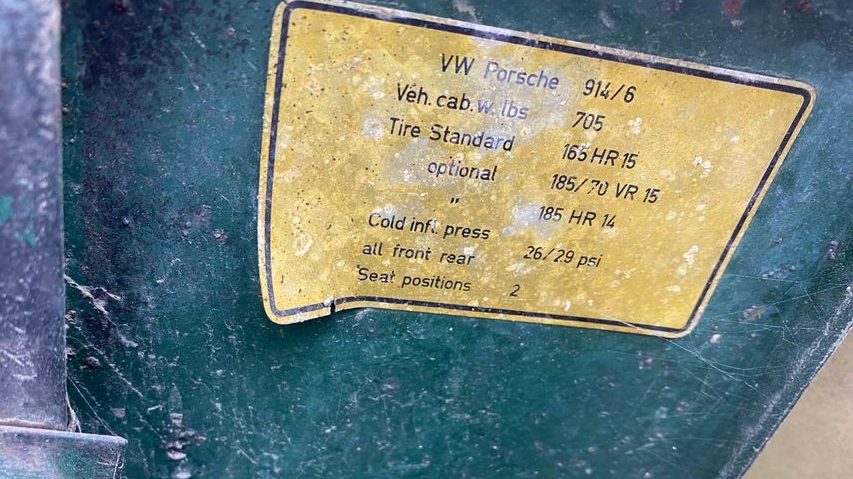 VW Porsche 914/6
Veh. cab. w. lbs 705
Tire Standard 165 HR 15
optional 185/70 VR 15
" 185 HR 14
Cold infl. press
all front rear 26/29 psi
Seat positions 2